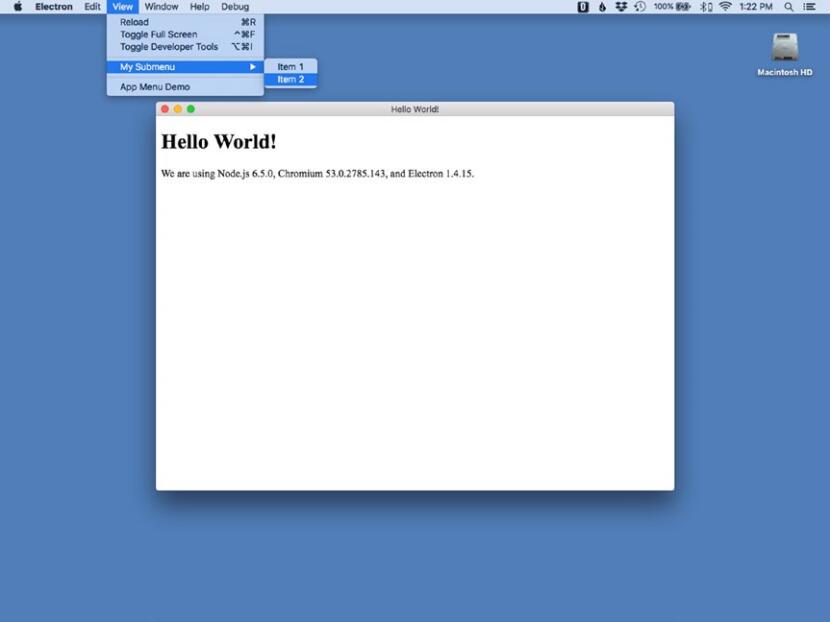 Electron Edit View Window Help Debug 100% 1:22 PM
Reload ⌘R
Toggle Full Screen ^⌘F
Toggle Developer Tools ⌥⌘I
My Submenu ▶ Item 1
Item 2
App Menu Demo
Macintosh HD
Hello World!
Hello World!
We are using Node.js 6.5.0, Chromium 53.0.2785.143, and Electron 1.4.15.